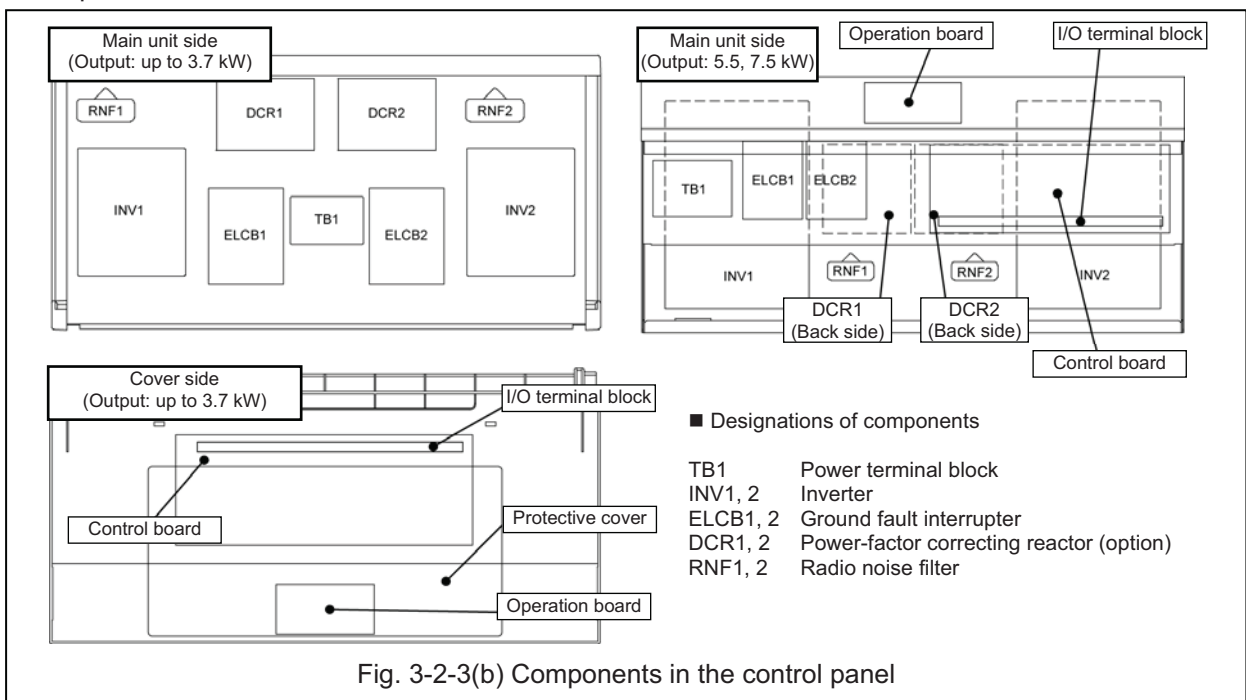 Main unit side
(Output: up to 3.7 kW)
RNF1
DCR1
DCR2
RNF2
INV1
ELCB1
TB1
ELCB2
INV2
Main unit side
(Output: 5.5, 7.5 kW)
Operation board
I/O terminal block
TB1
ELCB1
ELCB2
INV1
RNF1
RNF2
INV2
DCR1
(Back side)
DCR2
(Back side)
Control board
Cover side
(Output: up to 3.7 kW)
I/O terminal block
Control board
Protective cover
Operation board
■ Designations of components
TB1 Power terminal block
INV1, 2 Inverter
ELCB1, 2 Ground fault interrupter
DCR1, 2 Power-factor correcting reactor (option)
RNF1, 2 Radio noise filter
Fig. 3-2-3(b) Components in the control panel